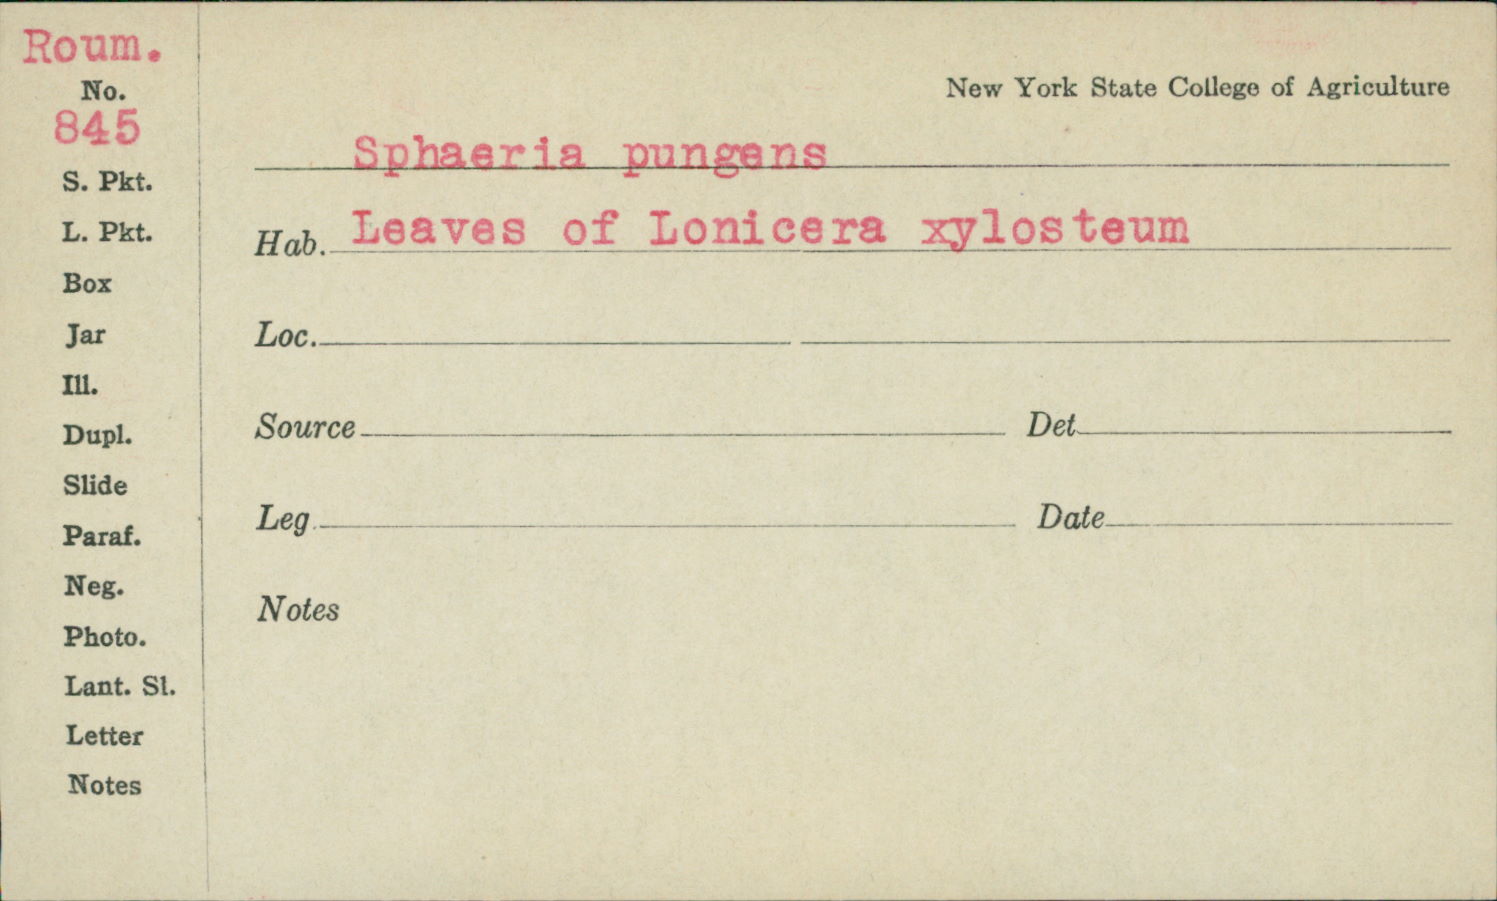 Roum.
No.
845
S. Pkt.
L. Pkt.
Box
Jar
Ill.
Dupl.
Slide
Paraf.
Neg.
Photo.
Lant. Sl.
Letter
Notes
New York State College of Agriculture
Sphaeria pungens
Hab. Leaves of Lonicera xylosteum
Loc.
Source Det
Leg Date
Notes